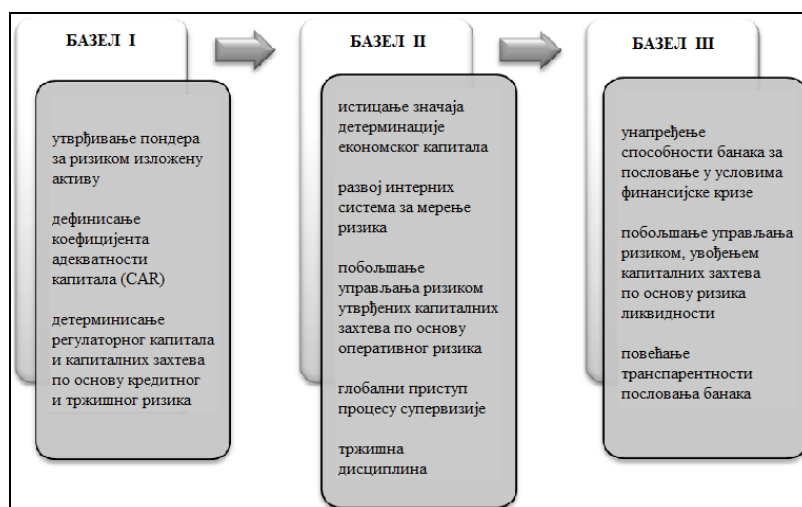 БАЗЕЛ I
утврђивање пондера
за ризиком изложену
активу
дефинисање
коефицијента
адекватности
капитала (CAR)
детерминисање
регулаторног капитала
и капиталних захтева
по основу кредитног
и тржишног ризика
БАЗЕЛ II
истицање значаја
детерминације
економског капитала
развој интерних
система за мерење
ризика
побољшање
управљања ризиком
утврђених капиталних
захтева по основу
оперативног ризика
глобални приступ
процесу супервизије
тржишна
дисциплина
БАЗЕЛ III
унапређење
способности банака за
пословање у условима
финансијске кризе
побољшање управљања
ризиком, увођењем
капиталних захтева
по основу ризика
ликвидности
повећање
транспарентности
пословања банака